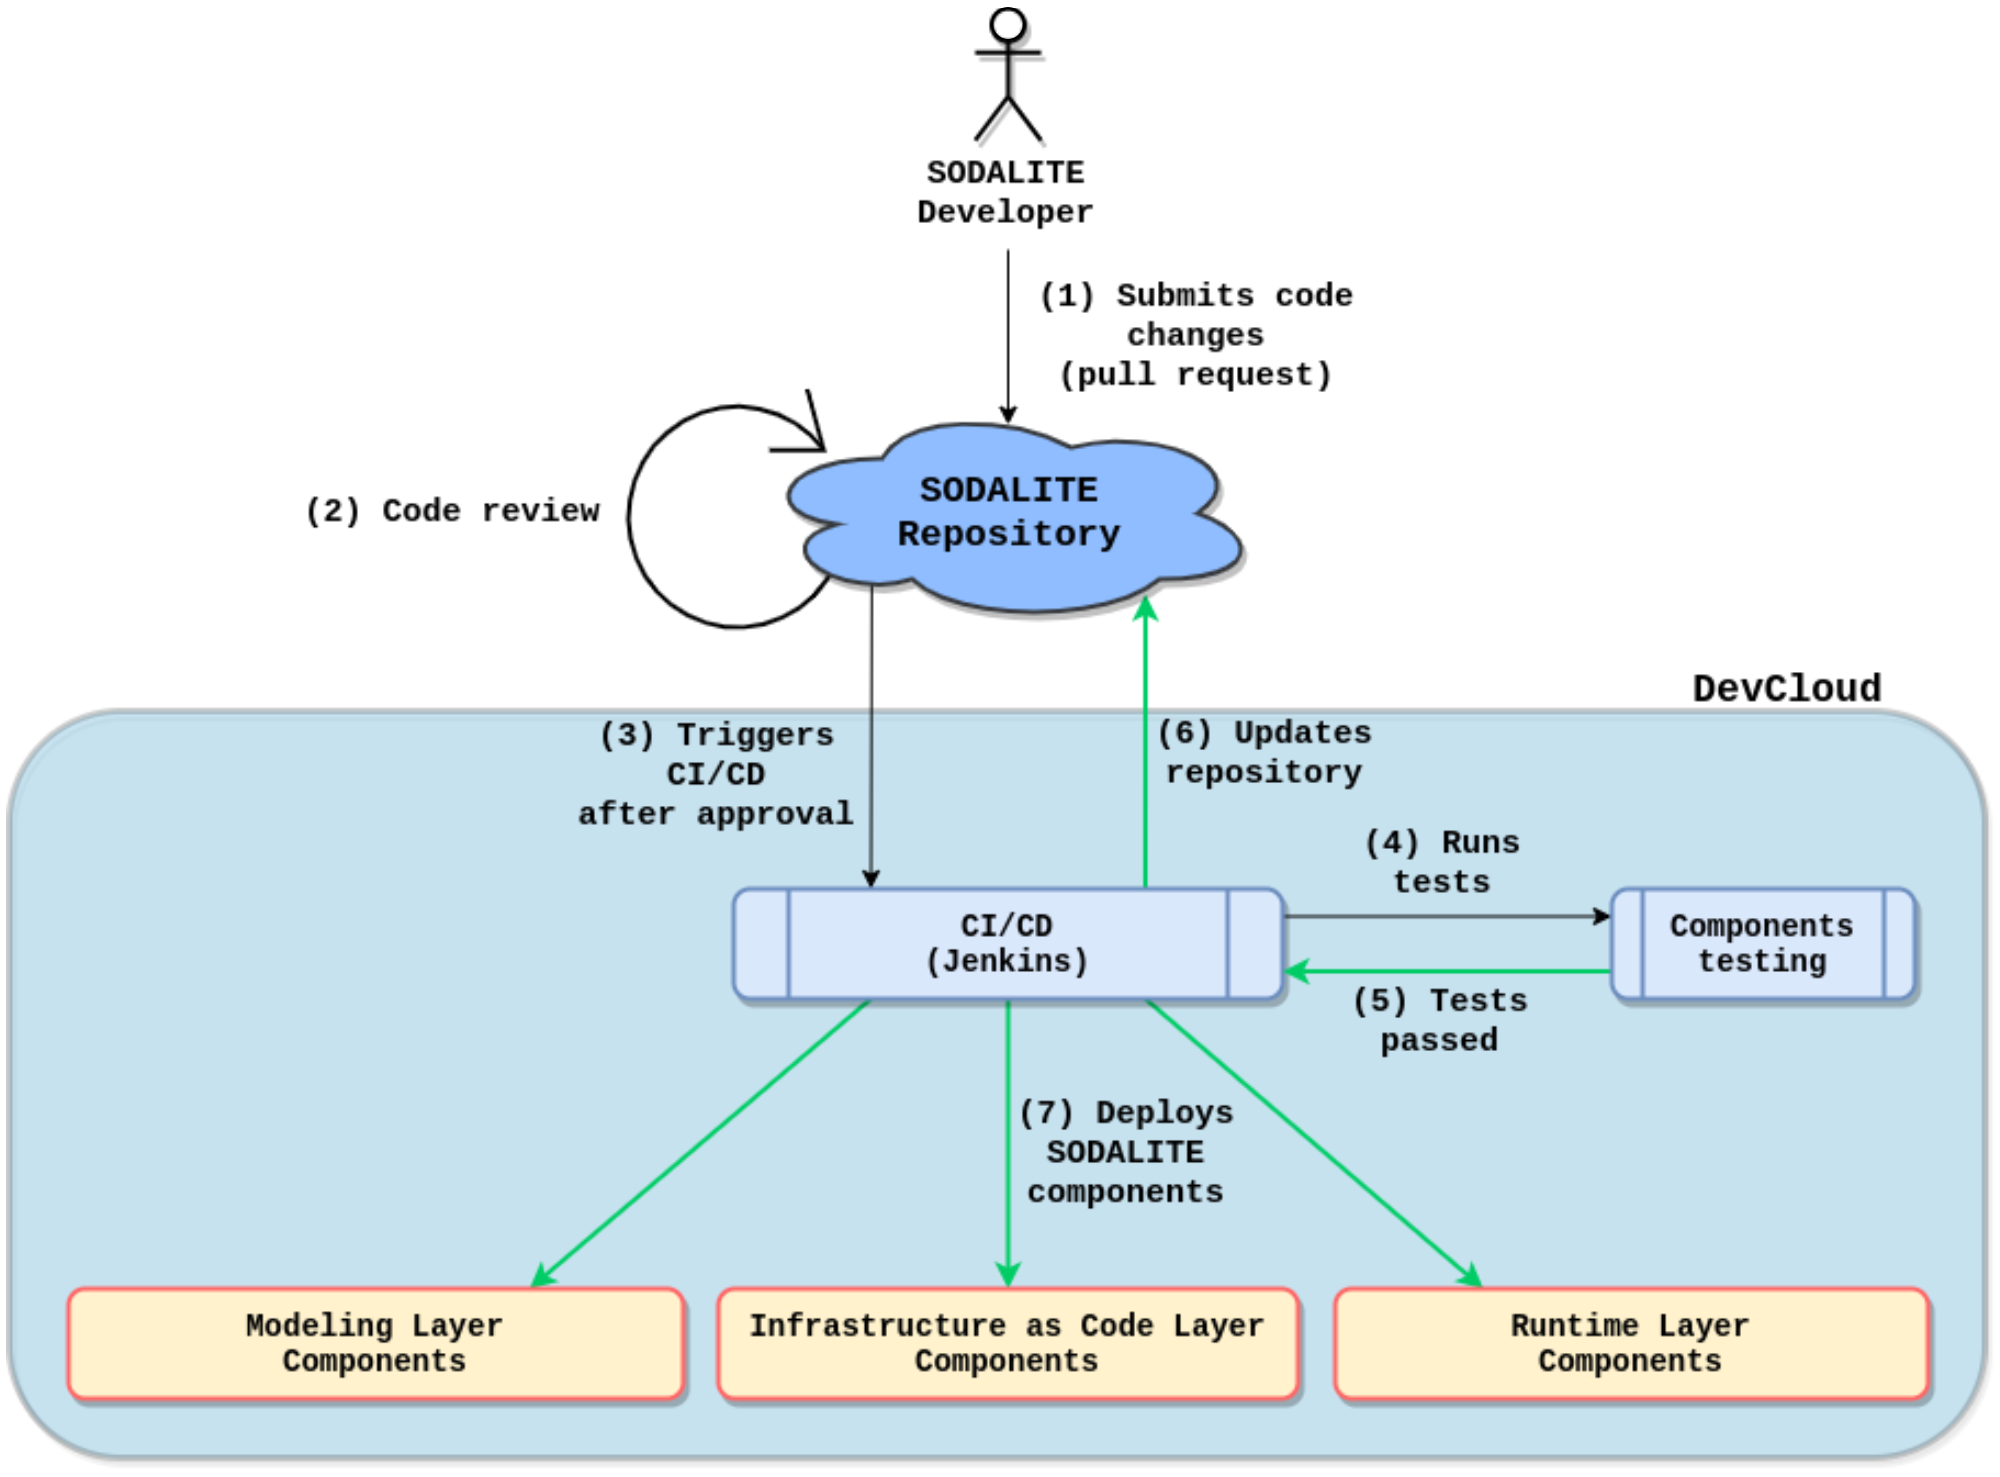 SODALITE
Developer
(1) Submits code
changes
(pull request)
(2) Code review
SODALITE
Repository
DevCloud
(3) Triggers
CI/CD
after approval
(6) Updates
repository
(4) Runs
tests
CI/CD
(Jenkins)
Components
testing
(5) Tests
passed
(7) Deploys
SODALITE
components
Modeling Layer
Components
Infrastructure as Code Layer
Components
Runtime Layer
Components